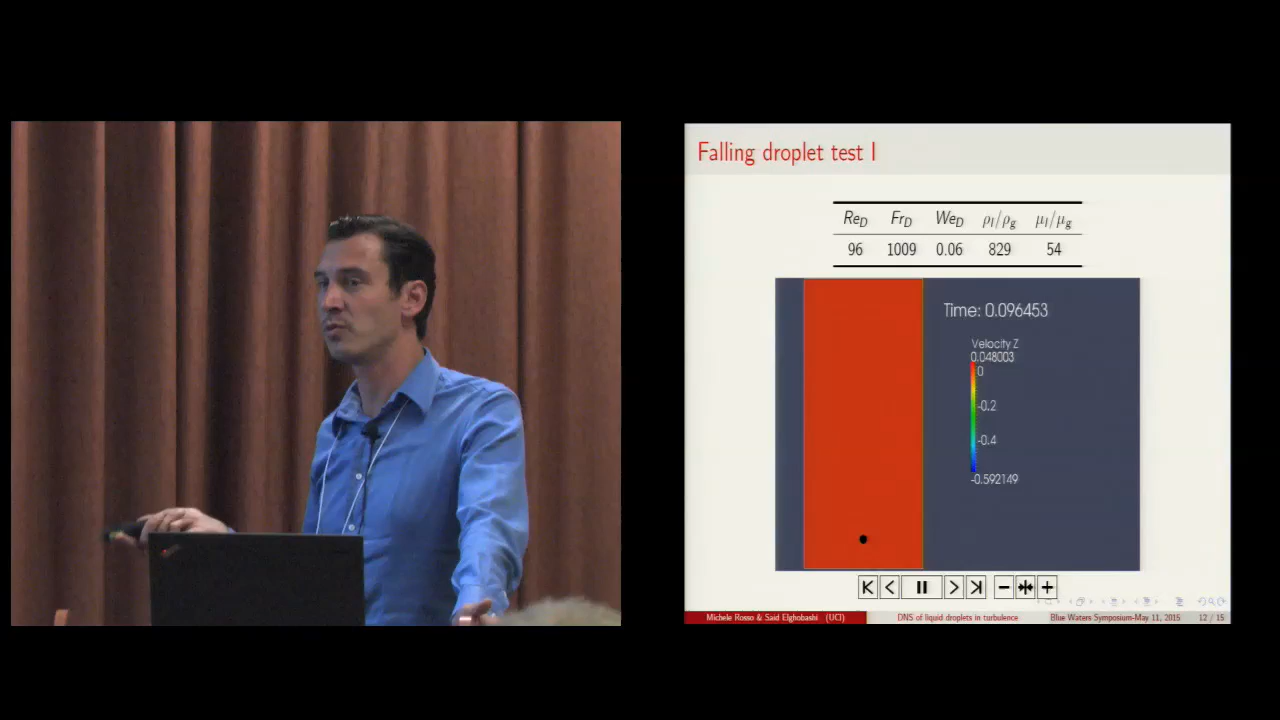 Falling droplet test I
Re_D Fr_D We_D ρ_l/ρ_g μ_l/μ_g
96 1009 0.06 829 54
Time: 0.096453
Velocity Z
0.048003
0
-0.2
-0.4
-0.592149
Michele Rosso & Said Elghobashi (UCI) DNS of liquid droplets in turbulence Blue Waters Symposium-May 11, 2015 12 / 15